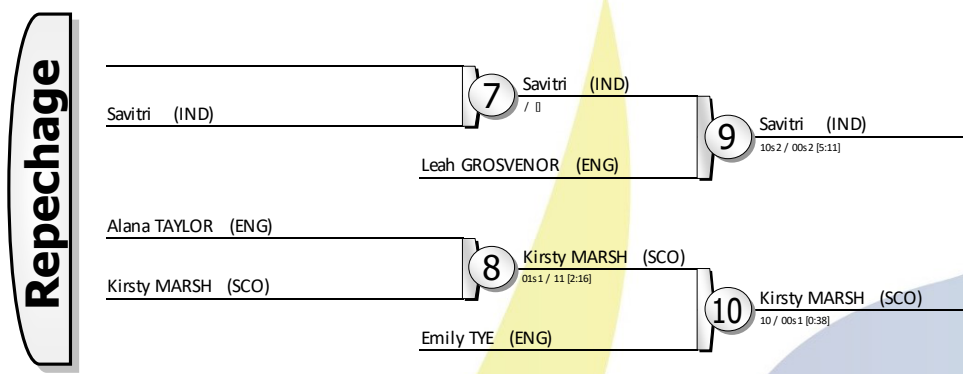 Repechage
7
Savitri (IND)
Savitri (IND)
/ []
9
Savitri (IND)
10s2 / 00s2 [5:11]
Leah GROSVENOR (ENG)
Alana TAYLOR (ENG)
8
Kirsty MARSH (SCO)
Kirsty MARSH (SCO)
01s1 / 11 [2:16]
10
Kirsty MARSH (SCO)
10 / 00s1 [0:38]
Emily TYE (ENG)